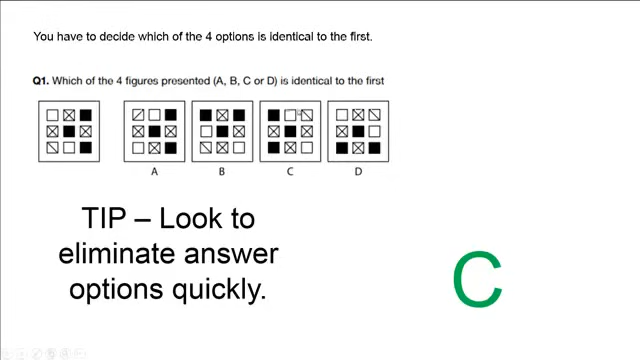 You have to decide which of the 4 options is identical to the first.
Q1. Which of the 4 figures presented (A, B, C or D) is identical to the first
A B C D
TIP – Look to
eliminate answer
options quickly.
C